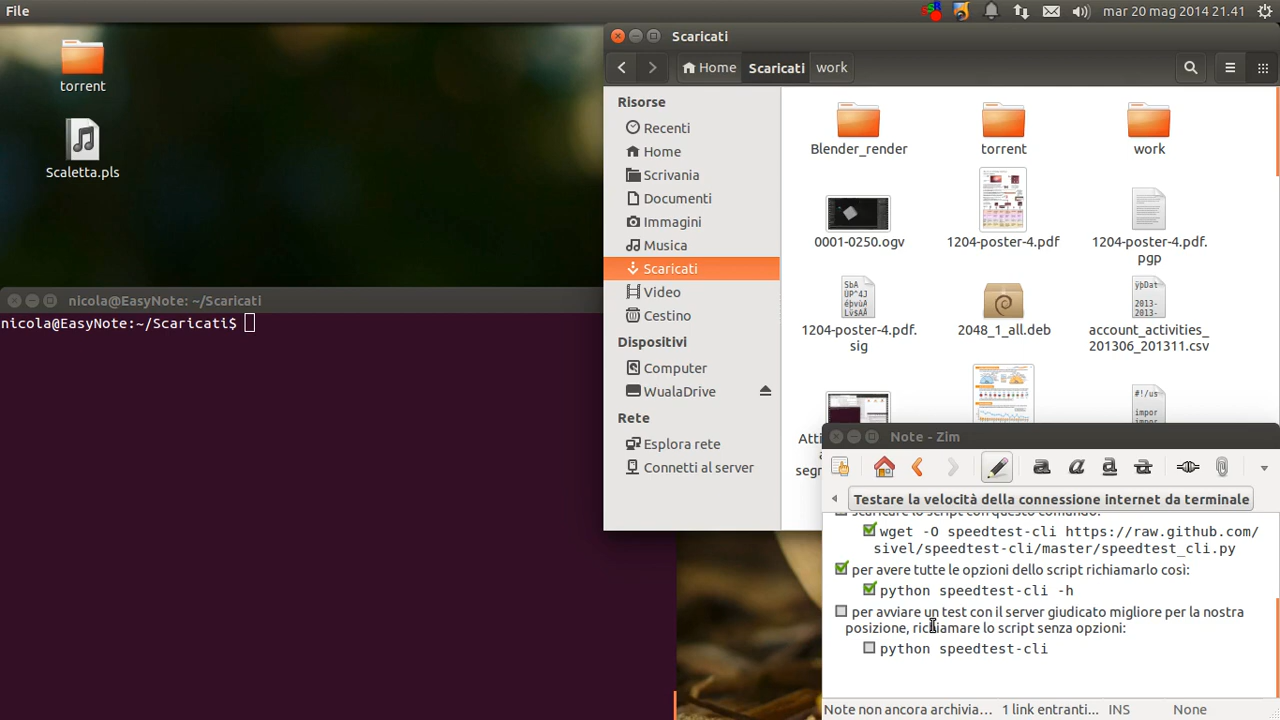 File
mar 20 mag 2014 21.41
torrent
Scaletta.pls
Scaricati
Home
Scaricati
work
Risorse
Recenti
Home
Scrivania
Documenti
Immagini
Musica
Scaricati
Video
Cestino
Dispositivi
Computer
WualaDrive
Rete
Esplora rete
Connetti al server
Blender_render
torrent
work
0001-0250.ogv
1204-poster-4.pdf
1204-poster-4.pdf.
pgp
1204-poster-4.pdf.
sig
2048_1_all.deb
account_activities_
201306_201311.csv
nicola@EasyNote: ~/Scaricati
nicola@EasyNote:~/Scaricati$
Note - Zim
Testare la velocità della connessione internet da terminale
scaricare lo script con questo comando:
wget -O speedtest-cli https://raw.github.com/
sivel/speedtest-cli/master/speedtest_cli.py
per avere tutte le opzioni dello script richiamarlo così:
python speedtest-cli -h
per avviare un test con il server giudicato migliore per la nostra
posizione, richiamare lo script senza opzioni:
python speedtest-cli
Note non ancora archivia...
1 link entranti...
INS
None